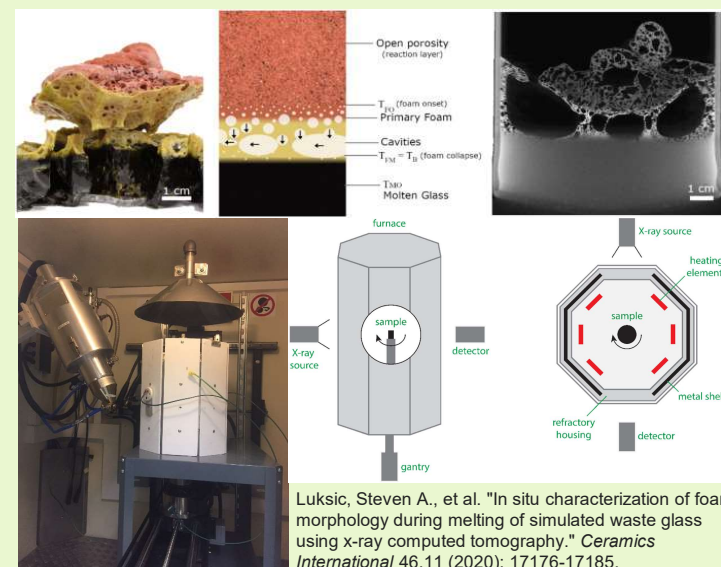 1 cm
Open porosity
(reaction layer)
T_FO (foam onset)
Primary Foam
Cavities
T_FM = T_B (foam collapse)
T_MO
Molten Glass
1 cm
furnace
sample
X-ray
source
detector
gantry
X-ray source
heating
element
sample
metal shell
refractory
housing
detector
Luksic, Steven A., et al. "In situ characterization of foam
morphology during melting of simulated waste glass
using x-ray computed tomography." Ceramics
International 46.11 (2020): 17176-17185.